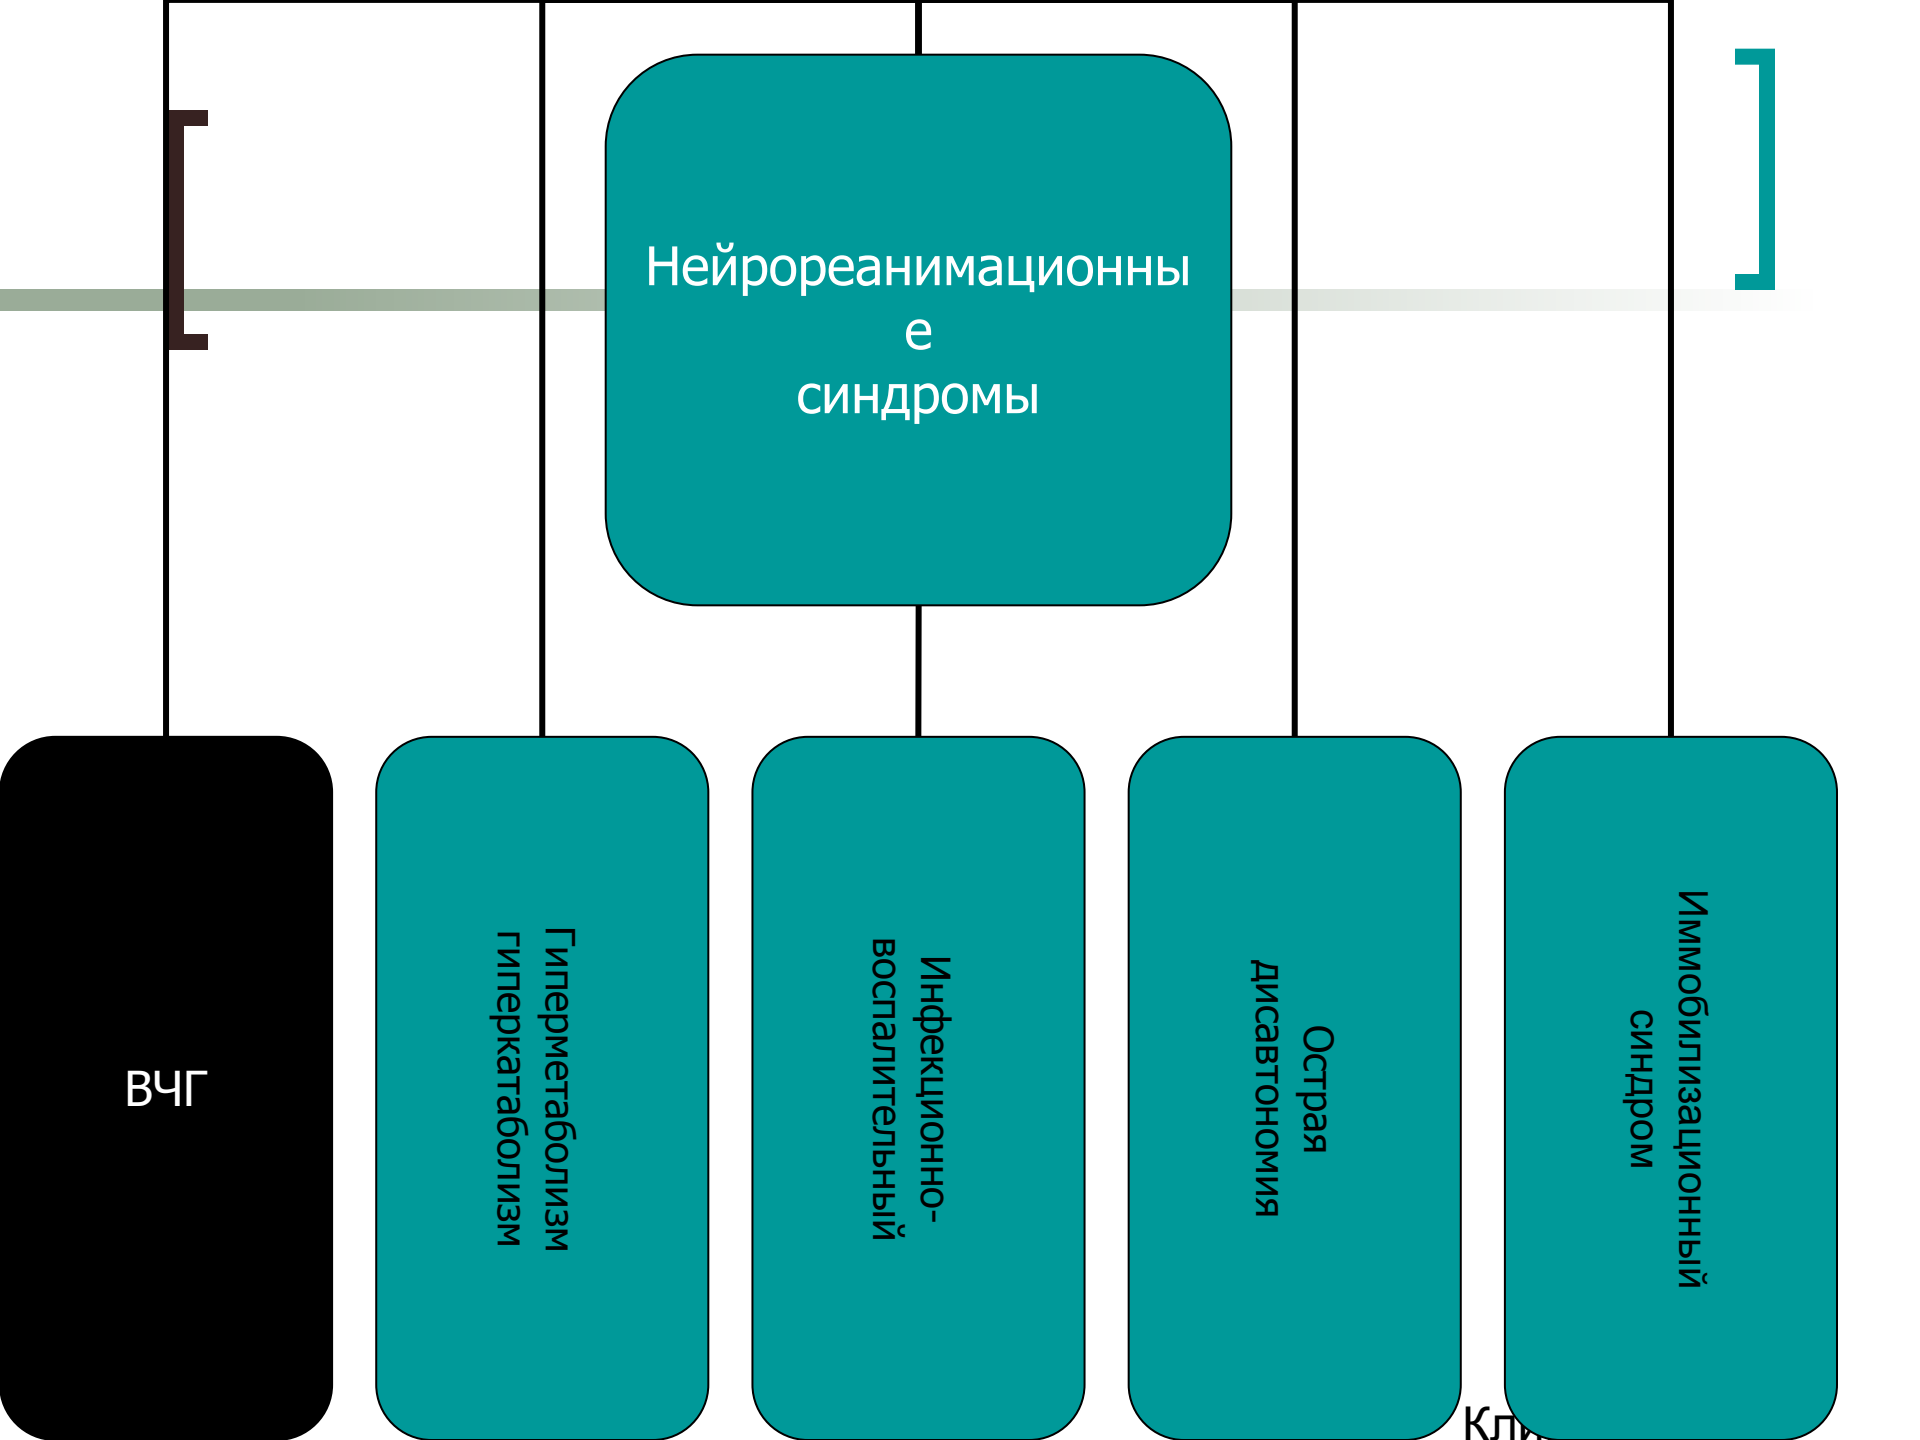 Нейрореанимационны
е
синдромы
ВЧГ
Гиперметаболизм
гиперкатаболизм
Инфекционно-
воспалительный
Острая
дисавтономия
Иммобилизационный
синдром